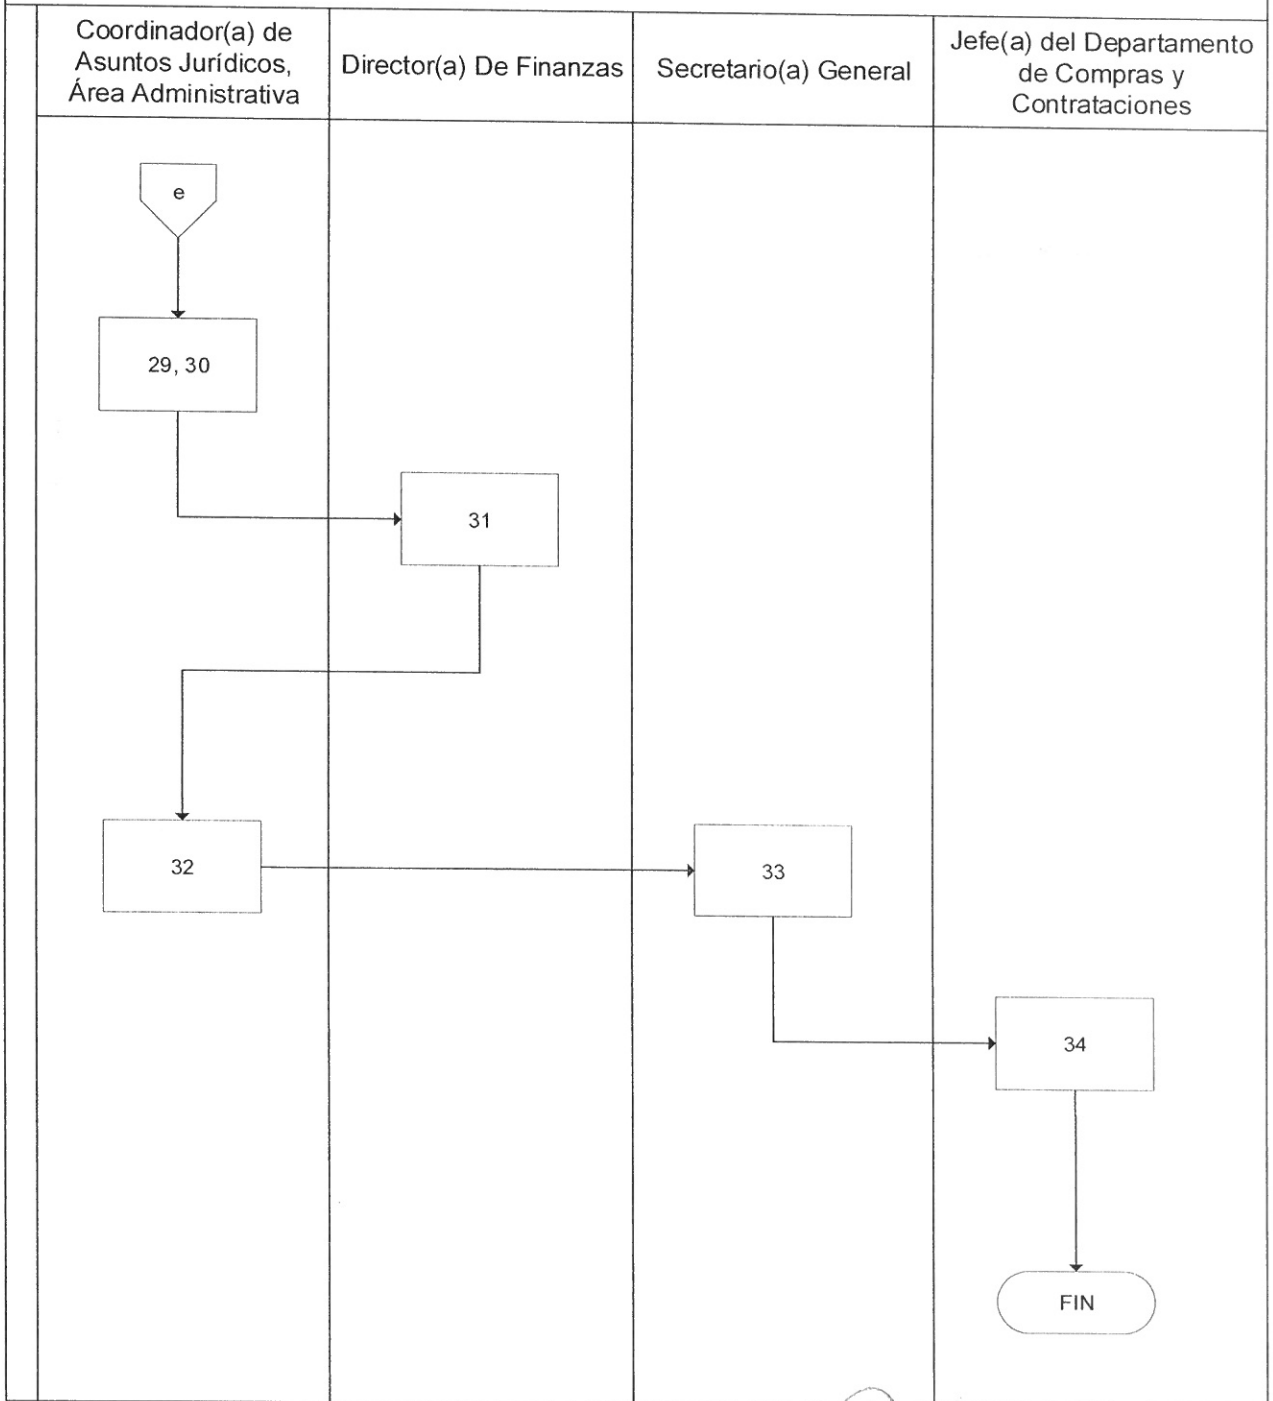 Coordinador(a) de
Asuntos Jurídicos,
Área Administrativa
Director(a) De Finanzas
Secretario(a) General
Jefe(a) del Departamento
de Compras y
Contrataciones
e
29, 30
31
32
33
34
FIN